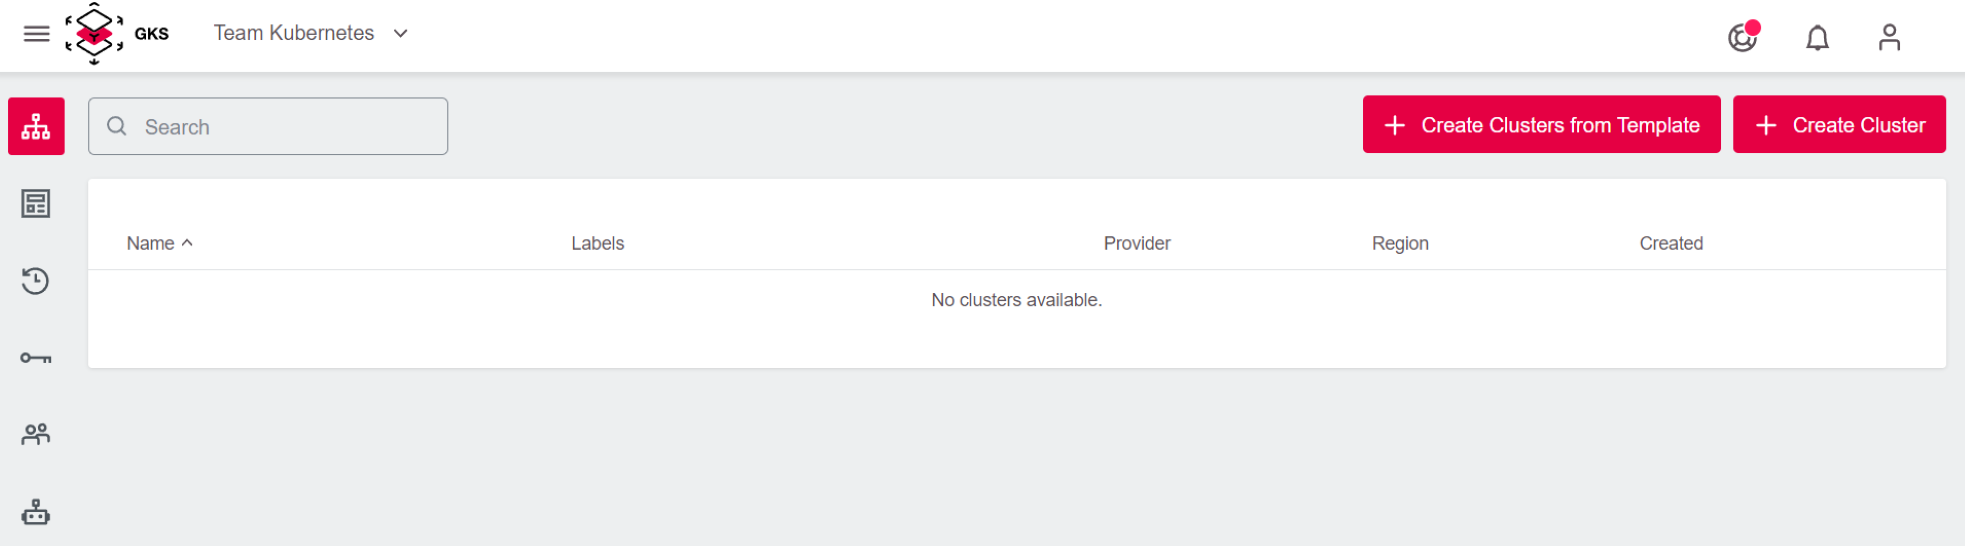 GKS Team Kubernetes
Search
Create Clusters from Template Create Cluster
Name Labels Provider Region Created
No clusters available.